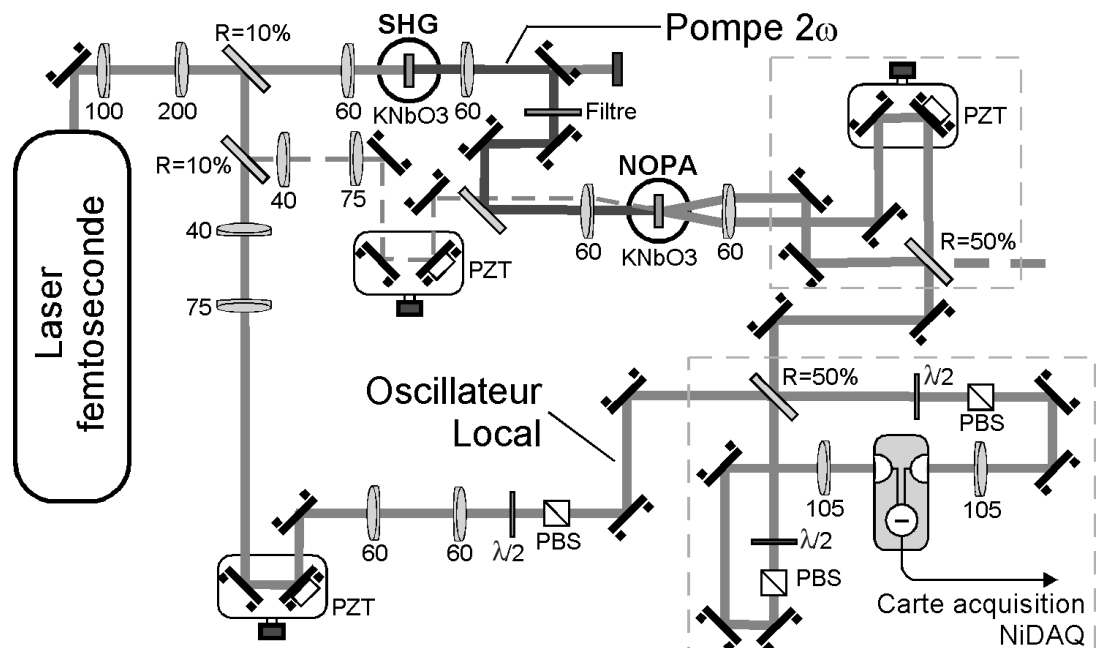 Laser
femtoseconde
100
200
R=10%
60
SHG
KNbO3
60
Pompe 2ω
Filtre
R=10%
40
75
40
75
PZT
60
NOPA
KNbO3
60
PZT
R=50%
Oscillateur
Local
R=50%
λ/2
PBS
105
105
60
60
λ/2
PBS
PZT
λ/2
PBS
Carte acquisition
NiDAQ